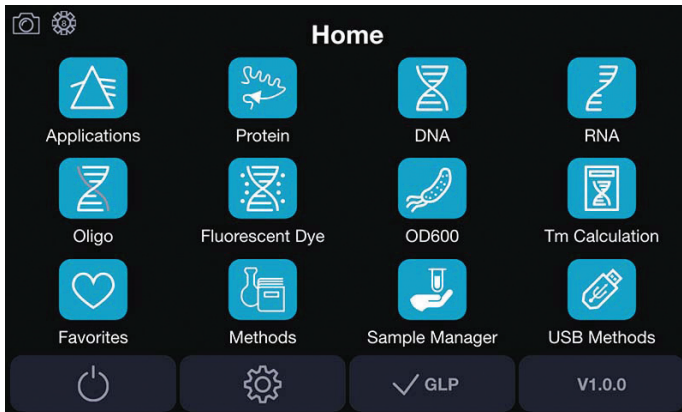 Home
Applications
Protein
DNA
RNA
Oligo
Fluorescent Dye
OD600
Tm Calculation
Favorites
Methods
Sample Manager
USB Methods
GLP
V1.0.0